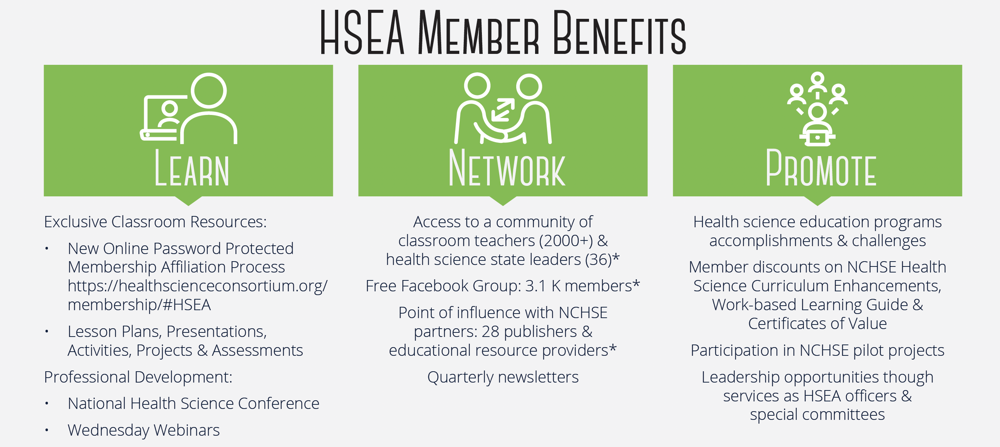 HSEA Member Benefits
Learn
Exclusive Classroom Resources:
• New Online Password Protected
Membership Affiliation Process
https://healthscienceconsortium.org/
membership/#HSEA
• Lesson Plans, Presentations,
Activities, Projects & Assessments
Professional Development:
• National Health Science Conference
• Wednesday Webinars
Network
Access to a community of
classroom teachers (2000+) &
health science state leaders (36)*
Free Facebook Group: 3.1 K members*
Point of influence with NCHSE
partners: 28 publishers &
educational resource providers*
Quarterly newsletters
Promote
Health science education programs
accomplishments & challenges
Member discounts on NCHSE Health
Science Curriculum Enhancements,
Work-based Learning Guide &
Certificates of Value
Participation in NCHSE pilot projects
Leadership opportunities though
services as HSEA officers &
special committees